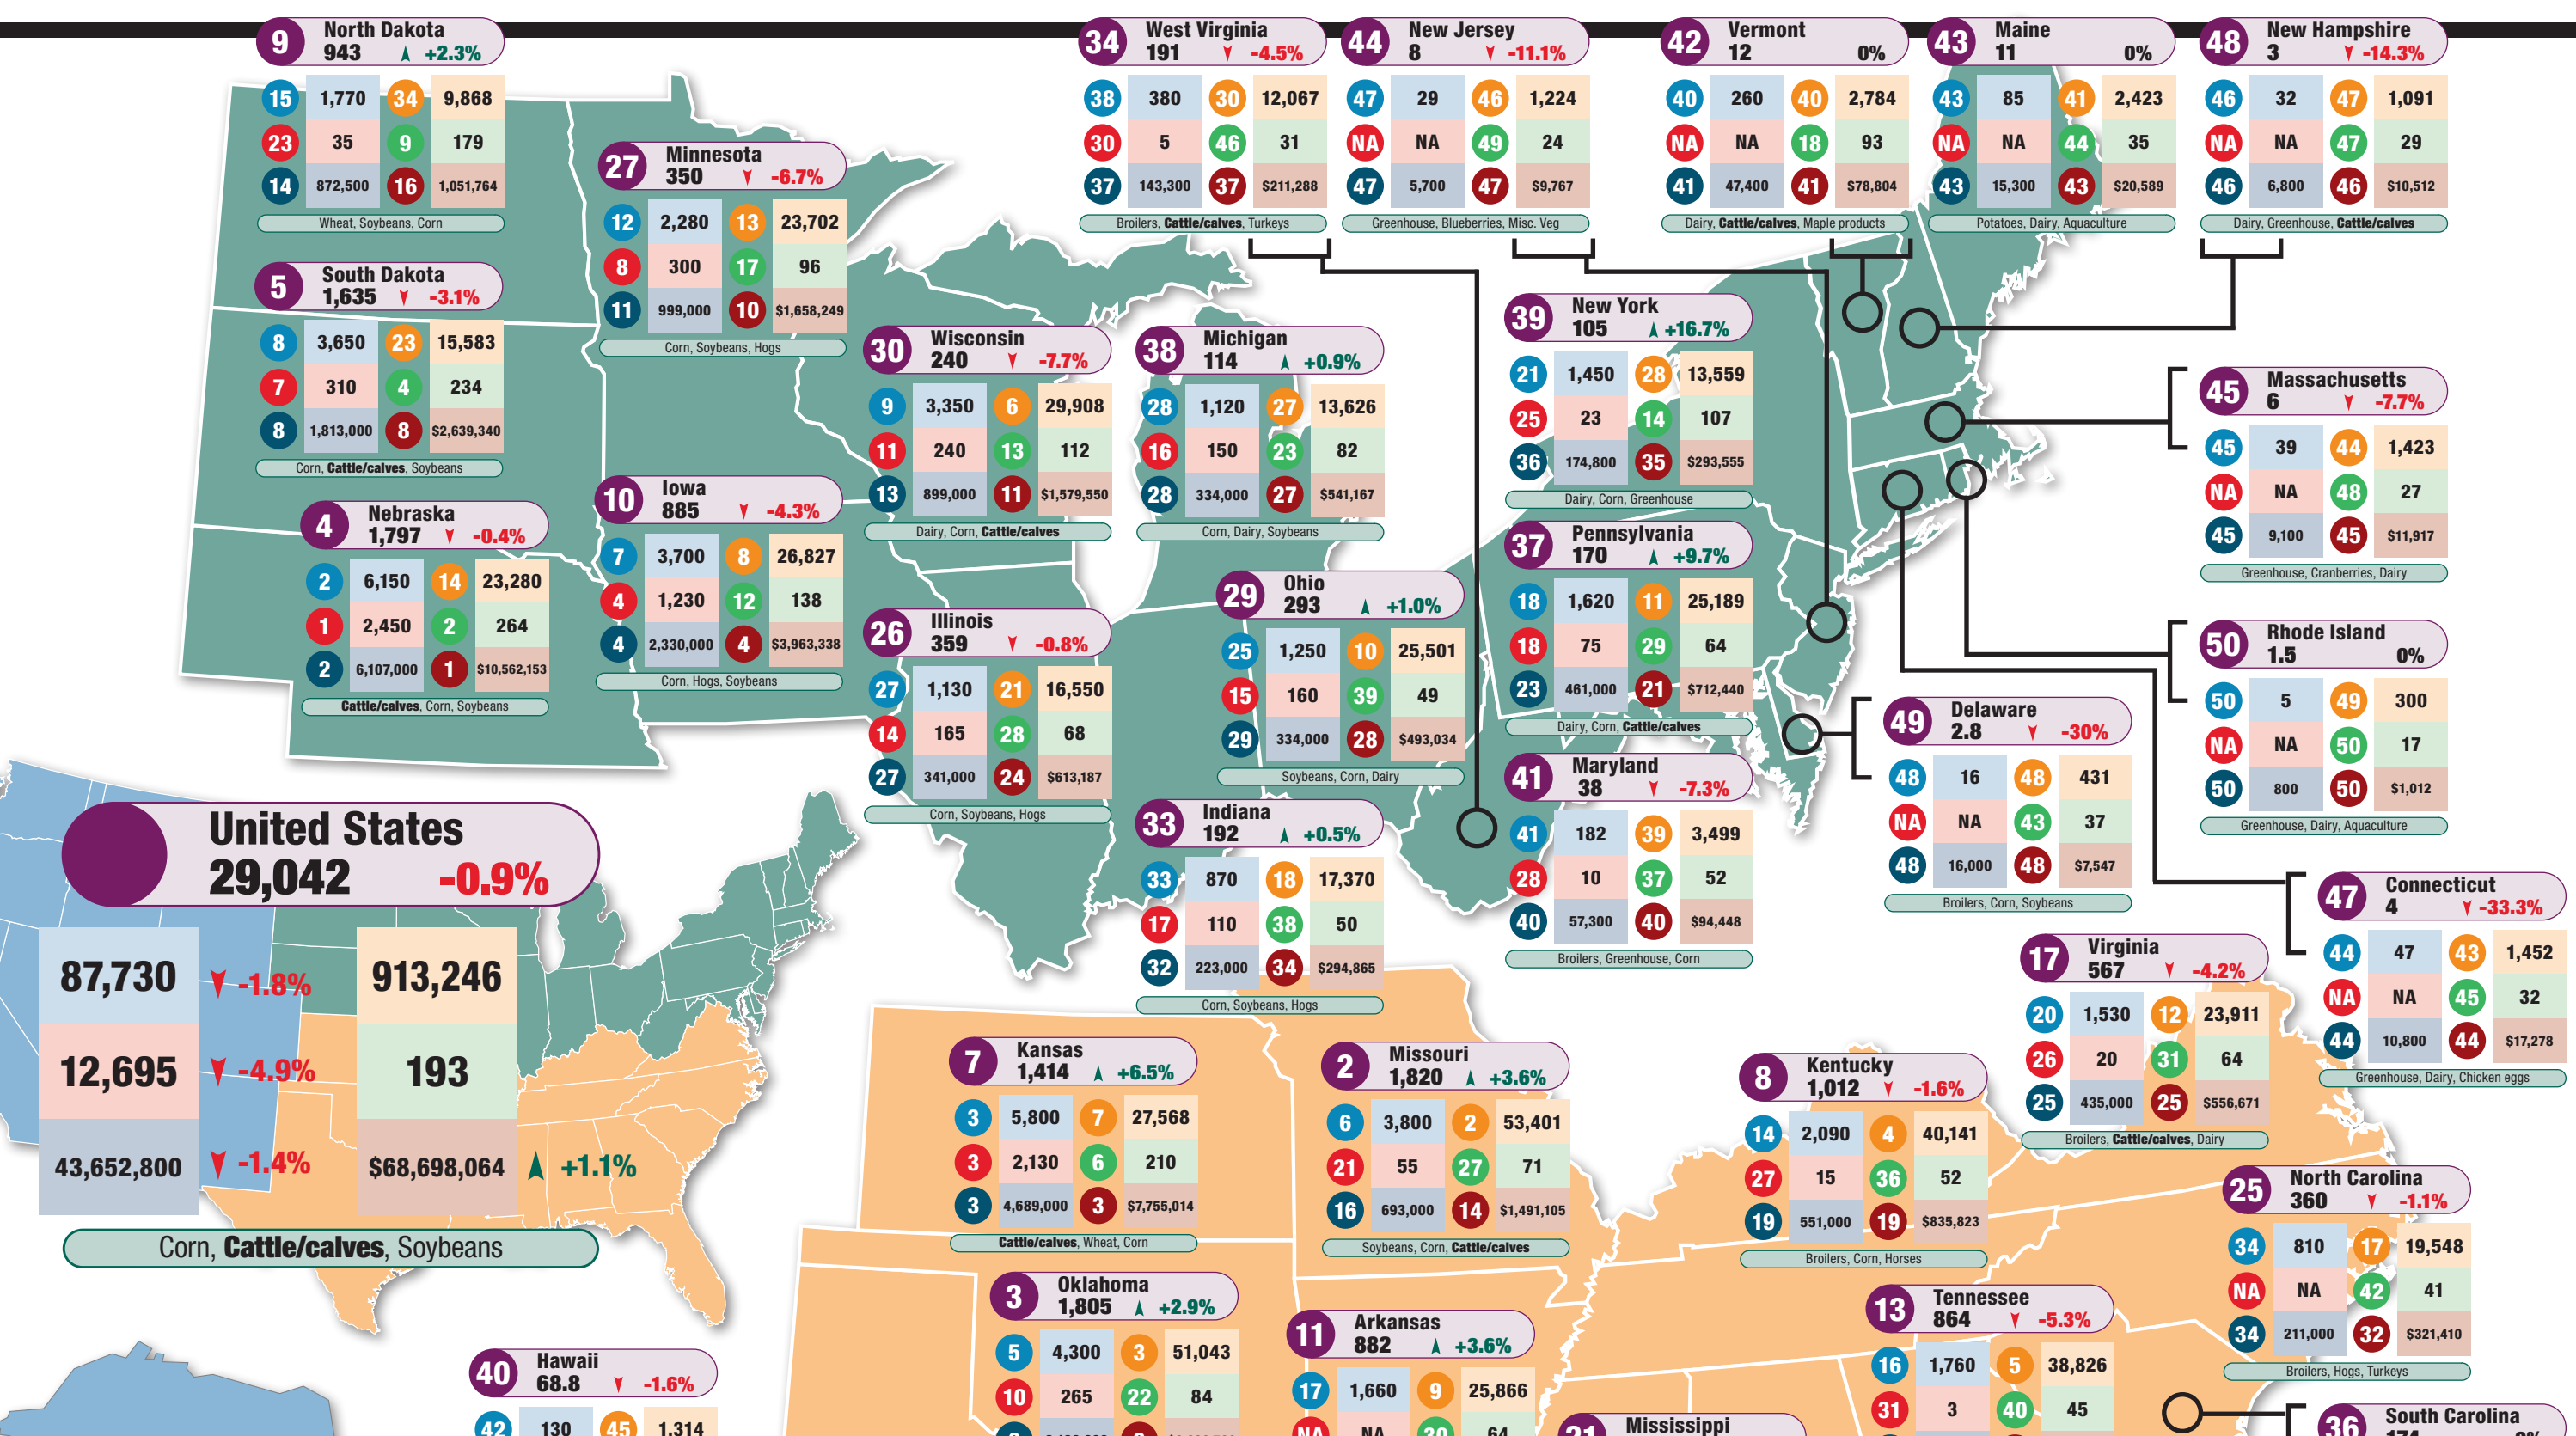 9 North Dakota
943 +2.3%
15 1,770 34 9,868
23 35 9 179
14 872,500 16 1,051,764
Wheat, Soybeans, Corn
34 West Virginia
191 -4.5%
38 380 30 12,067
30 5 46 31
37 143,300 37 $211,288
Broilers, Cattle/calves, Turkeys
44 New Jersey
8 -11.1%
47 29 46 1,224
NA NA 49 24
47 5,700 47 $9,767
Greenhouse, Blueberries, Misc. Veg
42 Vermont
12 0%
40 260 40 2,784
NA NA 18 93
41 47,400 41 $78,804
Dairy, Cattle/calves, Maple products
43 Maine
11 0%
43 85 41 2,423
NA NA 44 35
43 15,300 43 $20,589
Potatoes, Dairy, Aquaculture
48 New Hampshire
3 -14.3%
46 32 47 1,091
NA NA 47 29
46 6,800 46 $10,512
Dairy, Greenhouse, Cattle/calves
27 Minnesota
350 -6.7%
12 2,280 13 23,702
8 300 17 96
11 999,000 10 $1,658,249
Corn, Soybeans, Hogs
5 South Dakota
1,635 -3.1%
8 3,650 23 15,583
7 310 4 234
8 1,813,000 8 $2,639,340
Corn, Cattle/calves, Soybeans
30 Wisconsin
240 -7.7%
9 3,350 6 29,908
11 240 13 112
13 899,000 11 $1,579,550
Dairy, Corn, Cattle/calves
38 Michigan
114 +0.9%
28 1,120 27 13,626
16 150 23 82
28 334,000 27 $541,167
Corn, Dairy, Soybeans
39 New York
105 +16.7%
21 1,450 28 13,559
25 23 14 107
36 174,800 35 $293,555
Dairy, Corn, Greenhouse
45 Massachusetts
6 -7.7%
45 39 44 1,423
NA NA 48 27
45 9,100 45 $11,917
Greenhouse, Cranberries, Dairy
4 Nebraska
1,797 -0.4%
2 6,150 14 23,280
1 2,450 2 264
2 6,107,000 1 $10,562,153
Cattle/calves, Corn, Soybeans
10 Iowa
885 -4.3%
7 3,700 8 26,827
4 1,230 12 138
4 2,330,000 4 $3,963,338
Corn, Hogs, Soybeans
26 Illinois
359 -0.8%
27 1,130 21 16,550
14 165 28 68
27 341,000 24 $613,187
Corn, Soybeans, Hogs
29 Ohio
293 +1.0%
25 1,250 10 25,501
15 160 39 49
29 334,000 28 $493,034
Soybeans, Corn, Dairy
37 Pennsylvania
170 +9.7%
18 1,620 11 25,189
18 75 29 64
23 461,000 21 $712,440
Dairy, Corn, Cattle/calves
50 Rhode Island
1.5 0%
50 5 49 300
NA NA 50 17
50 800 50 $1,012
Greenhouse, Dairy, Aquaculture
49 Delaware
2.8 -30%
48 16 48 431
NA NA 43 37
48 16,000 48 $7,547
Broilers, Corn, Soybeans
41 Maryland
38 -7.3%
41 182 39 3,499
28 10 37 52
40 57,300 40 $94,448
Broilers, Greenhouse, Corn
33 Indiana
192 +0.5%
33 870 18 17,370
17 110 38 50
32 223,000 34 $294,865
Corn, Soybeans, Hogs
United States
29,042 -0.9%
87,730 -1.8% 913,246
12,695 -4.9% 193
43,652,800 -1.4% $68,698,064 +1.1%
Corn, Cattle/calves, Soybeans
47 Connecticut
4 -33.3%
44 47 43 1,452
NA NA 45 32
44 10,800 44 $17,278
Greenhouse, Dairy, Chicken eggs
17 Virginia
567 -4.2%
20 1,530 12 23,911
26 20 31 64
25 435,000 25 $556,671
Broilers, Cattle/calves, Dairy
7 Kansas
1,414 +6.5%
3 5,800 7 27,568
3 2,130 6 210
3 4,689,000 3 $7,755,014
Cattle/calves, Wheat, Corn
2 Missouri
1,820 +3.6%
6 3,800 2 53,401
21 55 27 71
16 693,000 14 $1,491,105
Soybeans, Corn, Cattle/calves
8 Kentucky
1,012 -1.6%
14 2,090 4 40,141
27 15 36 52
19 551,000 19 $835,823
Broilers, Corn, Horses
25 North Carolina
360 -1.1%
34 810 17 19,548
NA NA 42 41
34 211,000 32 $321,410
Broilers, Hogs, Turkeys
3 Oklahoma
1,805 +2.9%
5 4,300 3 51,043
10 265 22 84
11 Arkansas
882 +3.6%
17 1,660 9 25,866
NA NA 30 64
13 Tennessee
864 -5.3%
16 1,760 5 38,826
31 3 40 45
40 Hawaii
68.8 -1.6%
42 130 45 1,314
Mississippi
36 South Carolina